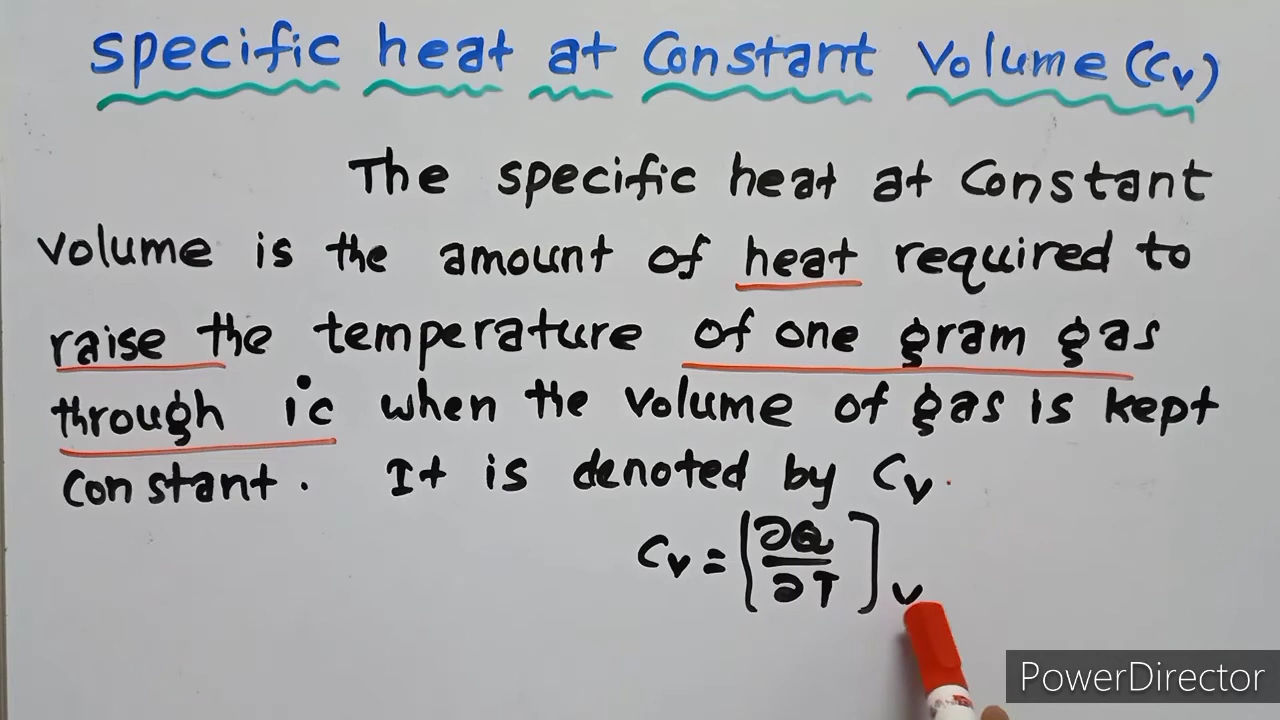 Specific heat at Constant Volume (Cv)
The specific heat at Constant
Volume is the amount of heat required to
raise the temperature of one gram gas
through i°c when the volume of gas is kept
constant. It is denoted by Cv.
Cv = [∂Q/∂T]v
PowerDirector